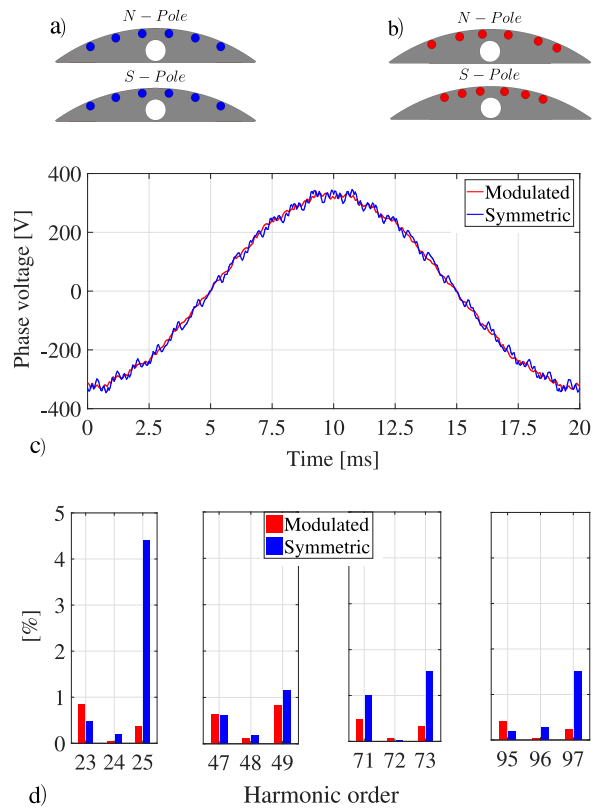 a)
N - Pole
S - Pole
b)
N - Pole
S - Pole
Phase voltage [V]
400
200
0
-200
-400
Modulated
Symmetric
0
2.5
5
7.5
10
12.5
15
17.5
20
Time [ms]
c)
[%]
5
4
3
2
1
0
Modulated
Symmetric
23 24 25
47 48 49
71 72 73
95 96 97
Harmonic order
d)